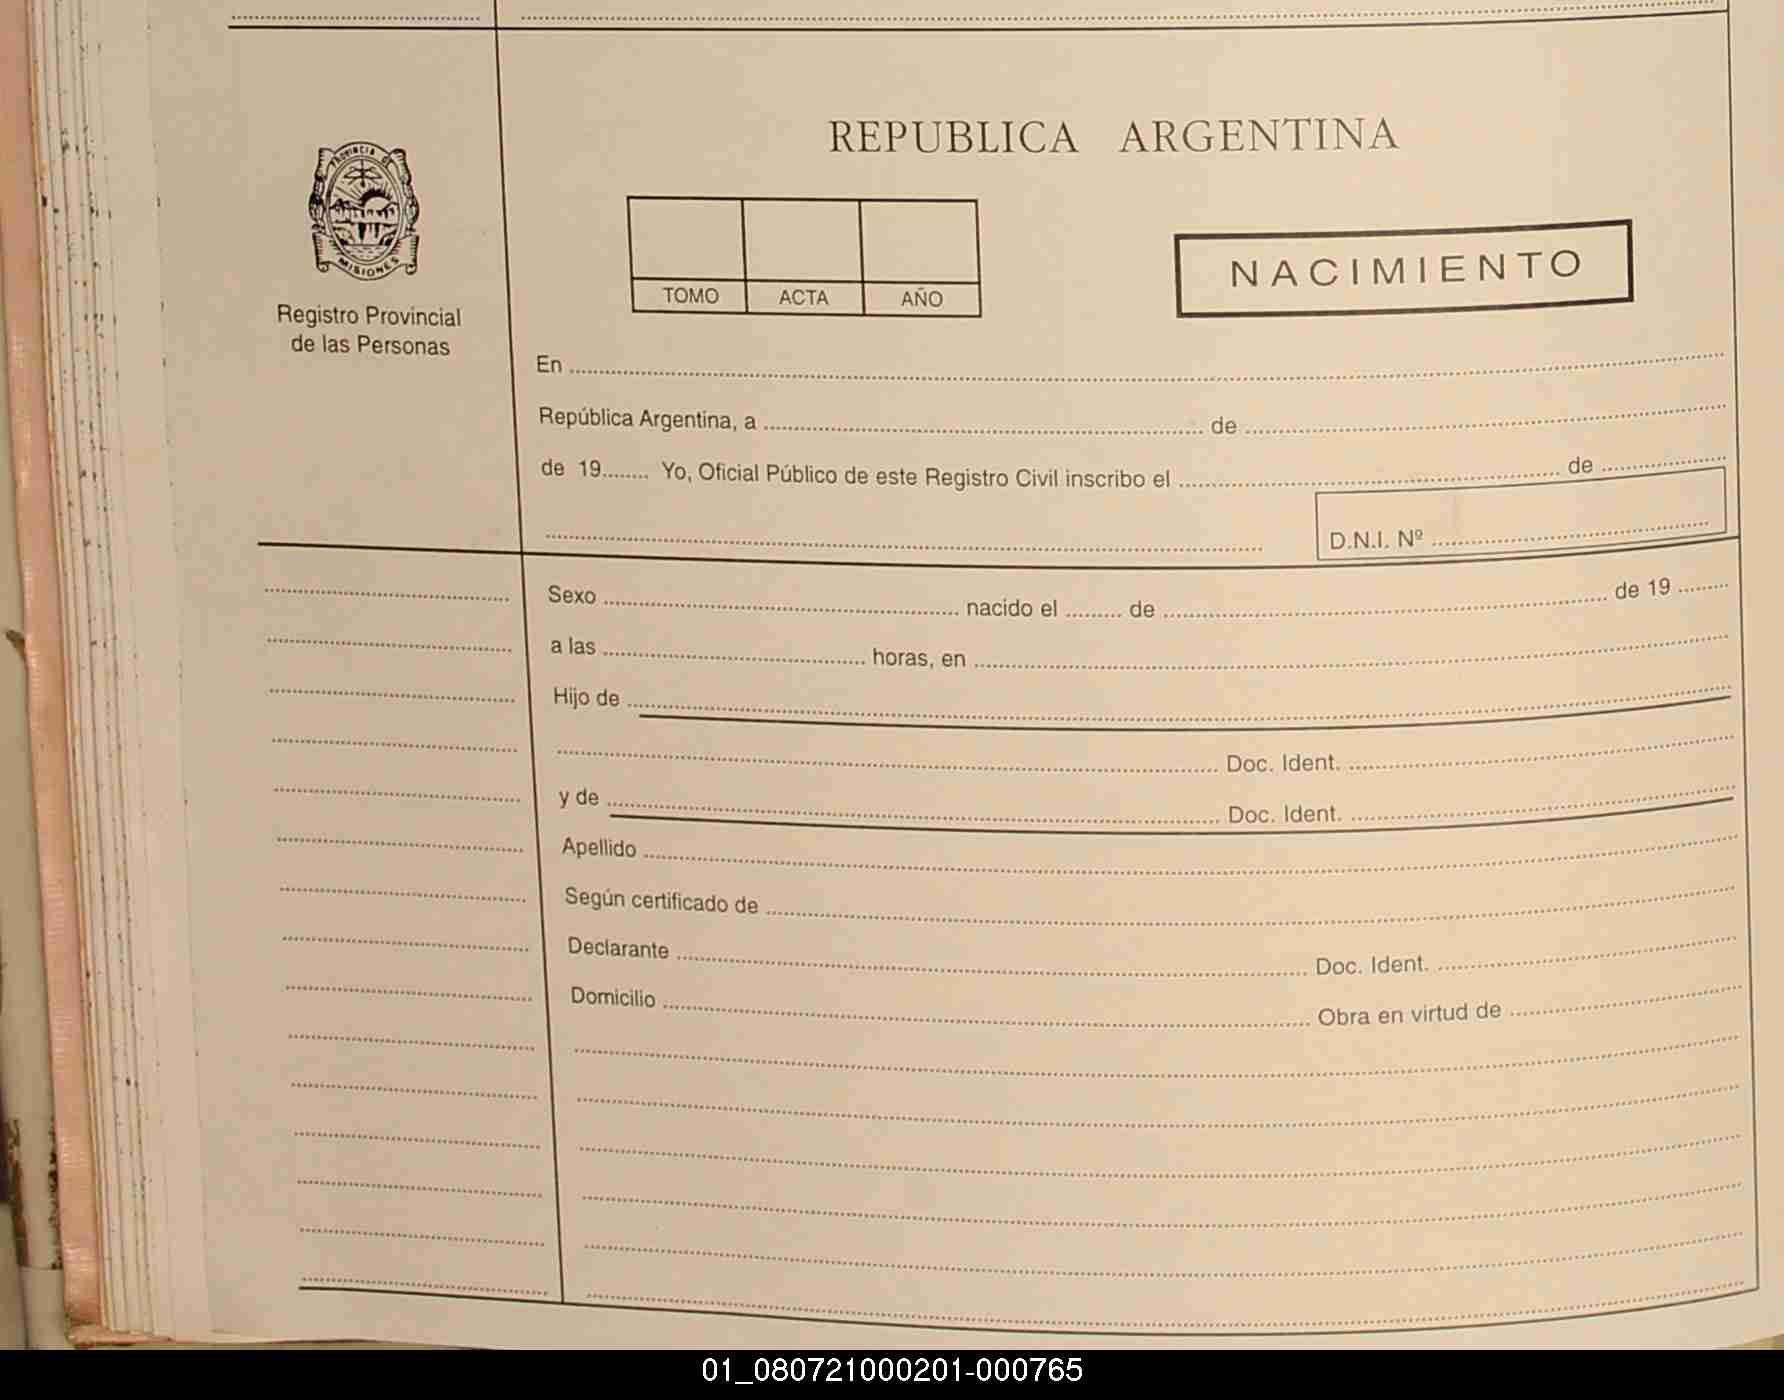 REPUBLICA ARGENTINA
PROVINCIA DE
MISIONES
Registro Provincial
de las Personas
TOMO ACTA AÑO
NACIMIENTO
En
República Argentina, a de
de 19 Yo, Oficial Público de este Registro Civil inscribo el de
D.N.I. Nº
Sexo nacido el de de 19
a las horas, en
Hijo de
Doc. Ident.
y de Doc. Ident.
Apellido
Según certificado de
Declarante Doc. Ident.
Domicilio Obra en virtud de
01_080721000201-000765